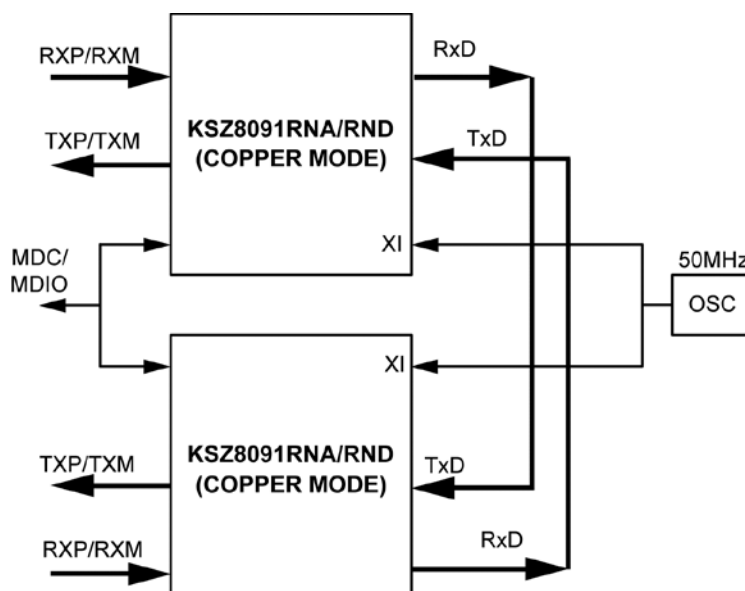 RXP/RXM
RxD
KSZ8091RNA/RND
(COPPER MODE)
TXP/TXM
TxD
XI
MDC/
MDIO
50MHz
OSC
XI
KSZ8091RNA/RND
(COPPER MODE)
TXP/TXM
TxD
RXP/RXM
RxD